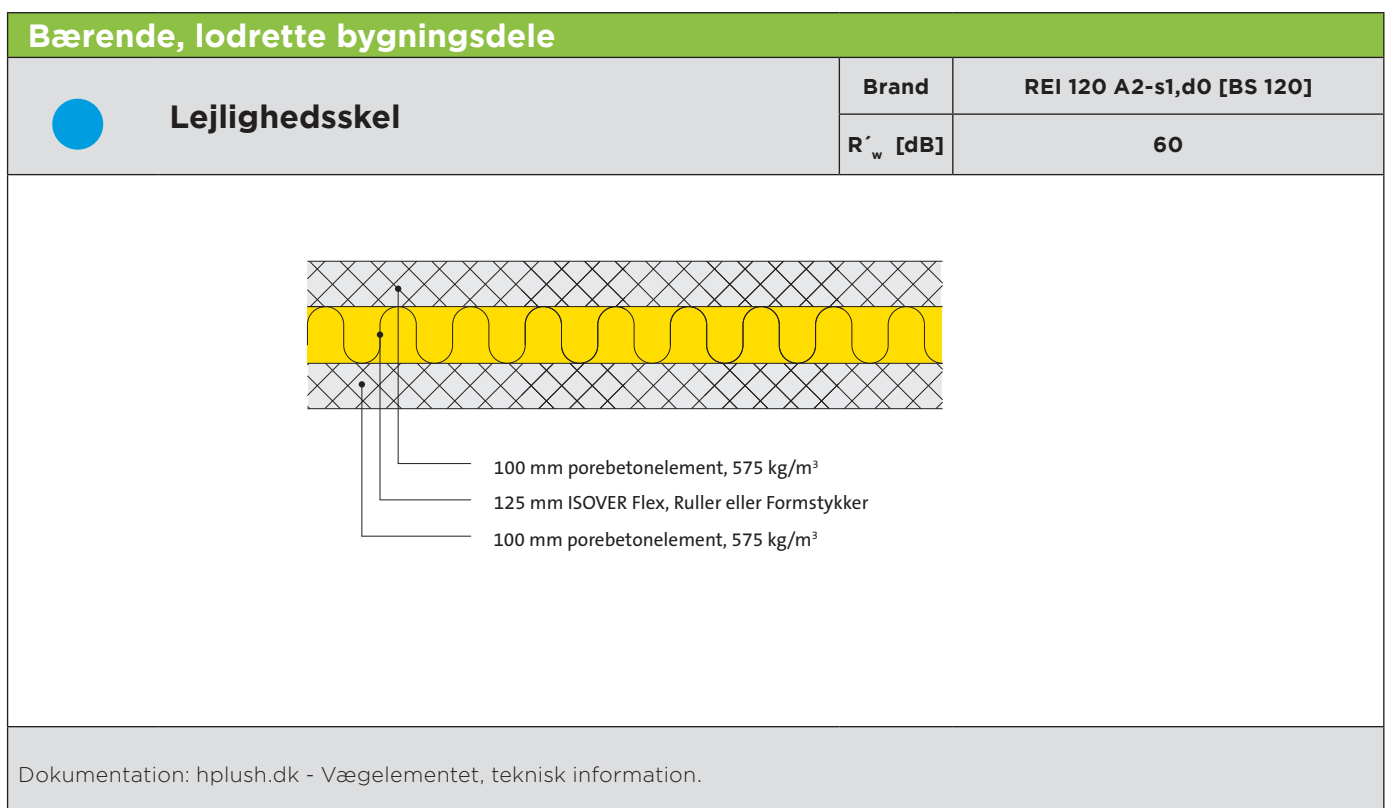 Bærende, lodrette bygningsdele
Lejlighedsskel
Brand
REI 120 A2-s1,d0 [BS 120]
R´w [dB]
60
100 mm porebetonelement, 575 kg/m³
125 mm ISOVER Flex, Ruller eller Formstykker
100 mm porebetonelement, 575 kg/m³
Dokumentation: hplush.dk - Vægelementet, teknisk information.